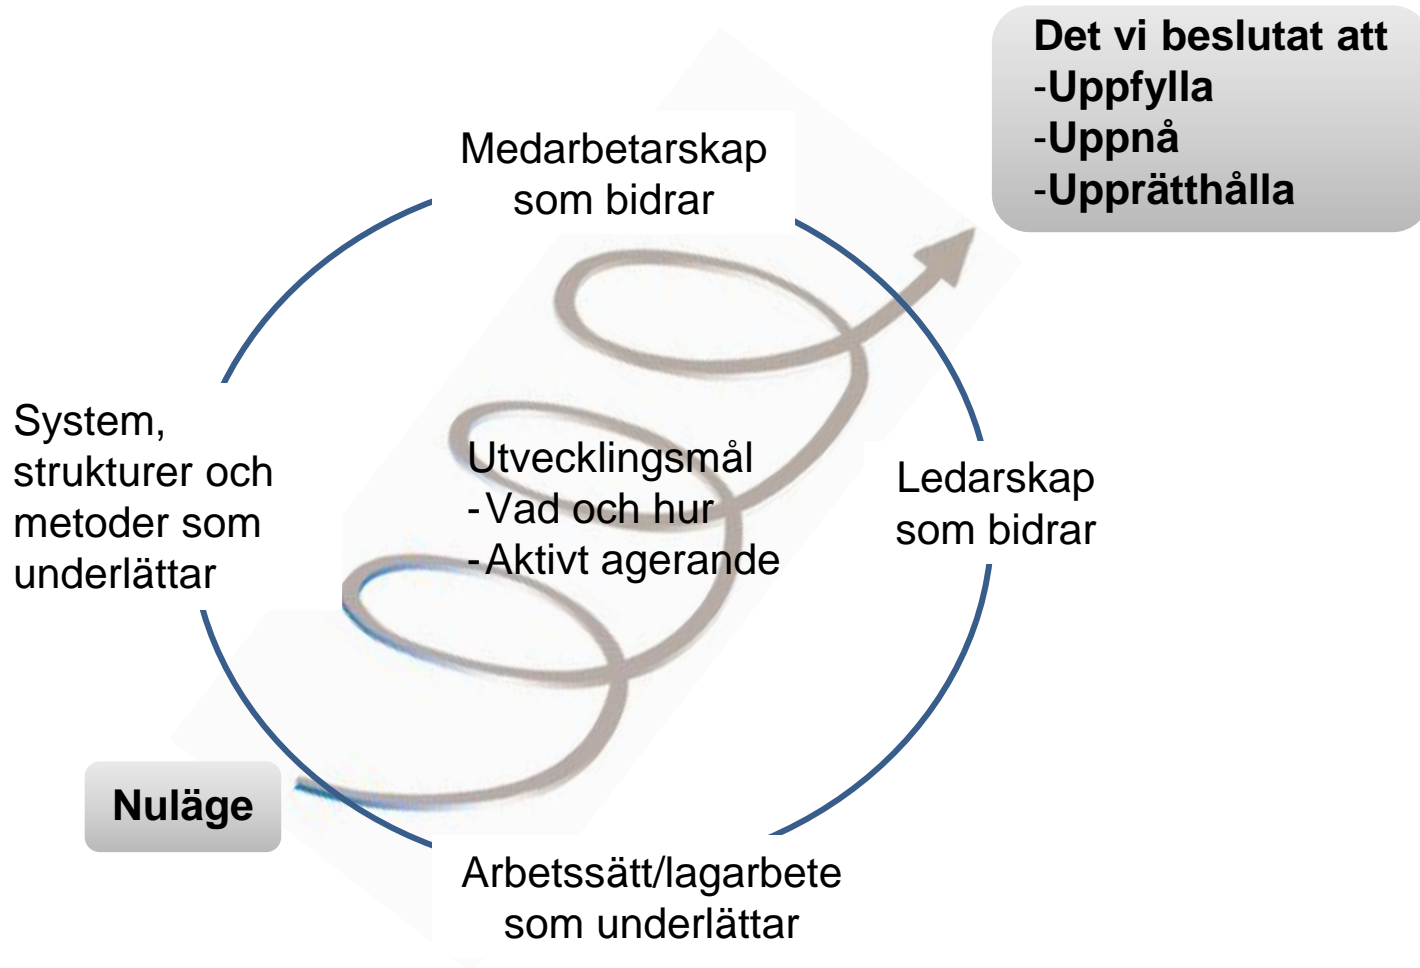 Det vi beslutat att
-Uppfylla
-Uppnå
-Upprätthålla
Medarbetarskap
som bidrar
System,
strukturer och
metoder som
underlättar
Utvecklingsmål
- Vad och hur
- Aktivt agerande
Ledarskap
som bidrar
Nuläge
Arbetssätt/lagarbete
som underlättar